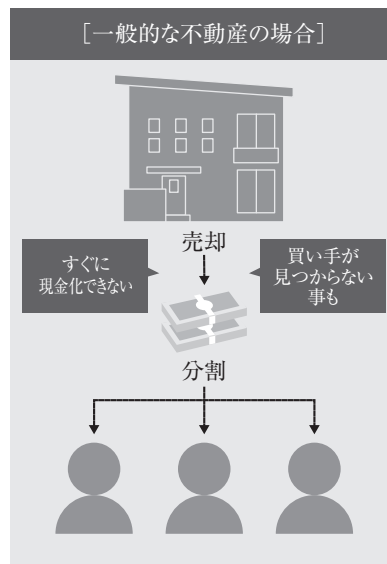 ［一般的な不動産の場合］
売却
すぐに
現金化できない
買い手が
見つからない
事も
分割